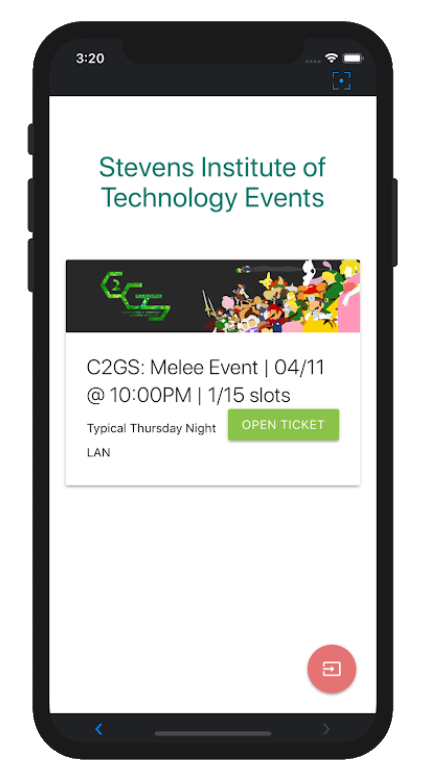 3:20
Stevens Institute of
Technology Events
C2GS: Melee Event | 04/11
@ 10:00PM | 1/15 slots
Typical Thursday Night
LAN
OPEN TICKET